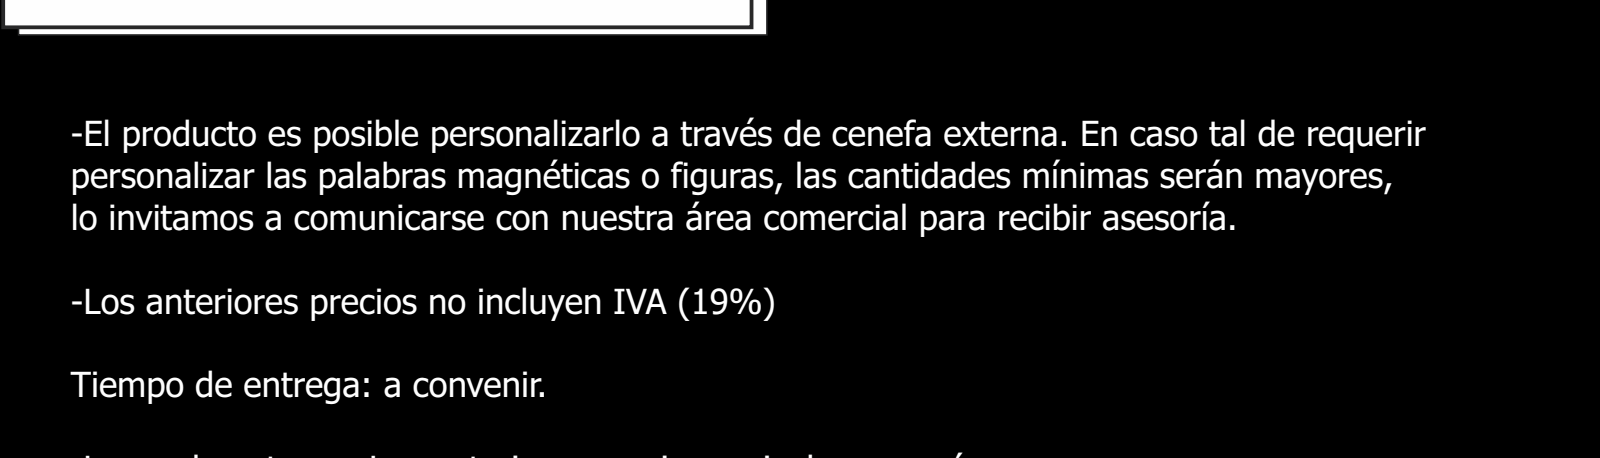 -El producto es posible personalizarlo a través de cenefa externa. En caso tal de requerir
personalizar las palabras magnéticas o figuras, las cantidades mínimas serán mayores,
lo invitamos a comunicarse con nuestra área comercial para recibir asesoría.
-Los anteriores precios no incluyen IVA (19%)
Tiempo de entrega: a convenir.